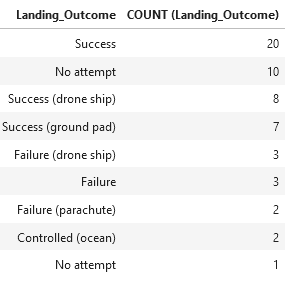 Landing_Outcome COUNT (Landing_Outcome)
Success 20
No attempt 10
Success (drone ship) 8
Success (ground pad) 7
Failure (drone ship) 3
Failure 3
Failure (parachute) 2
Controlled (ocean) 2
No attempt 1